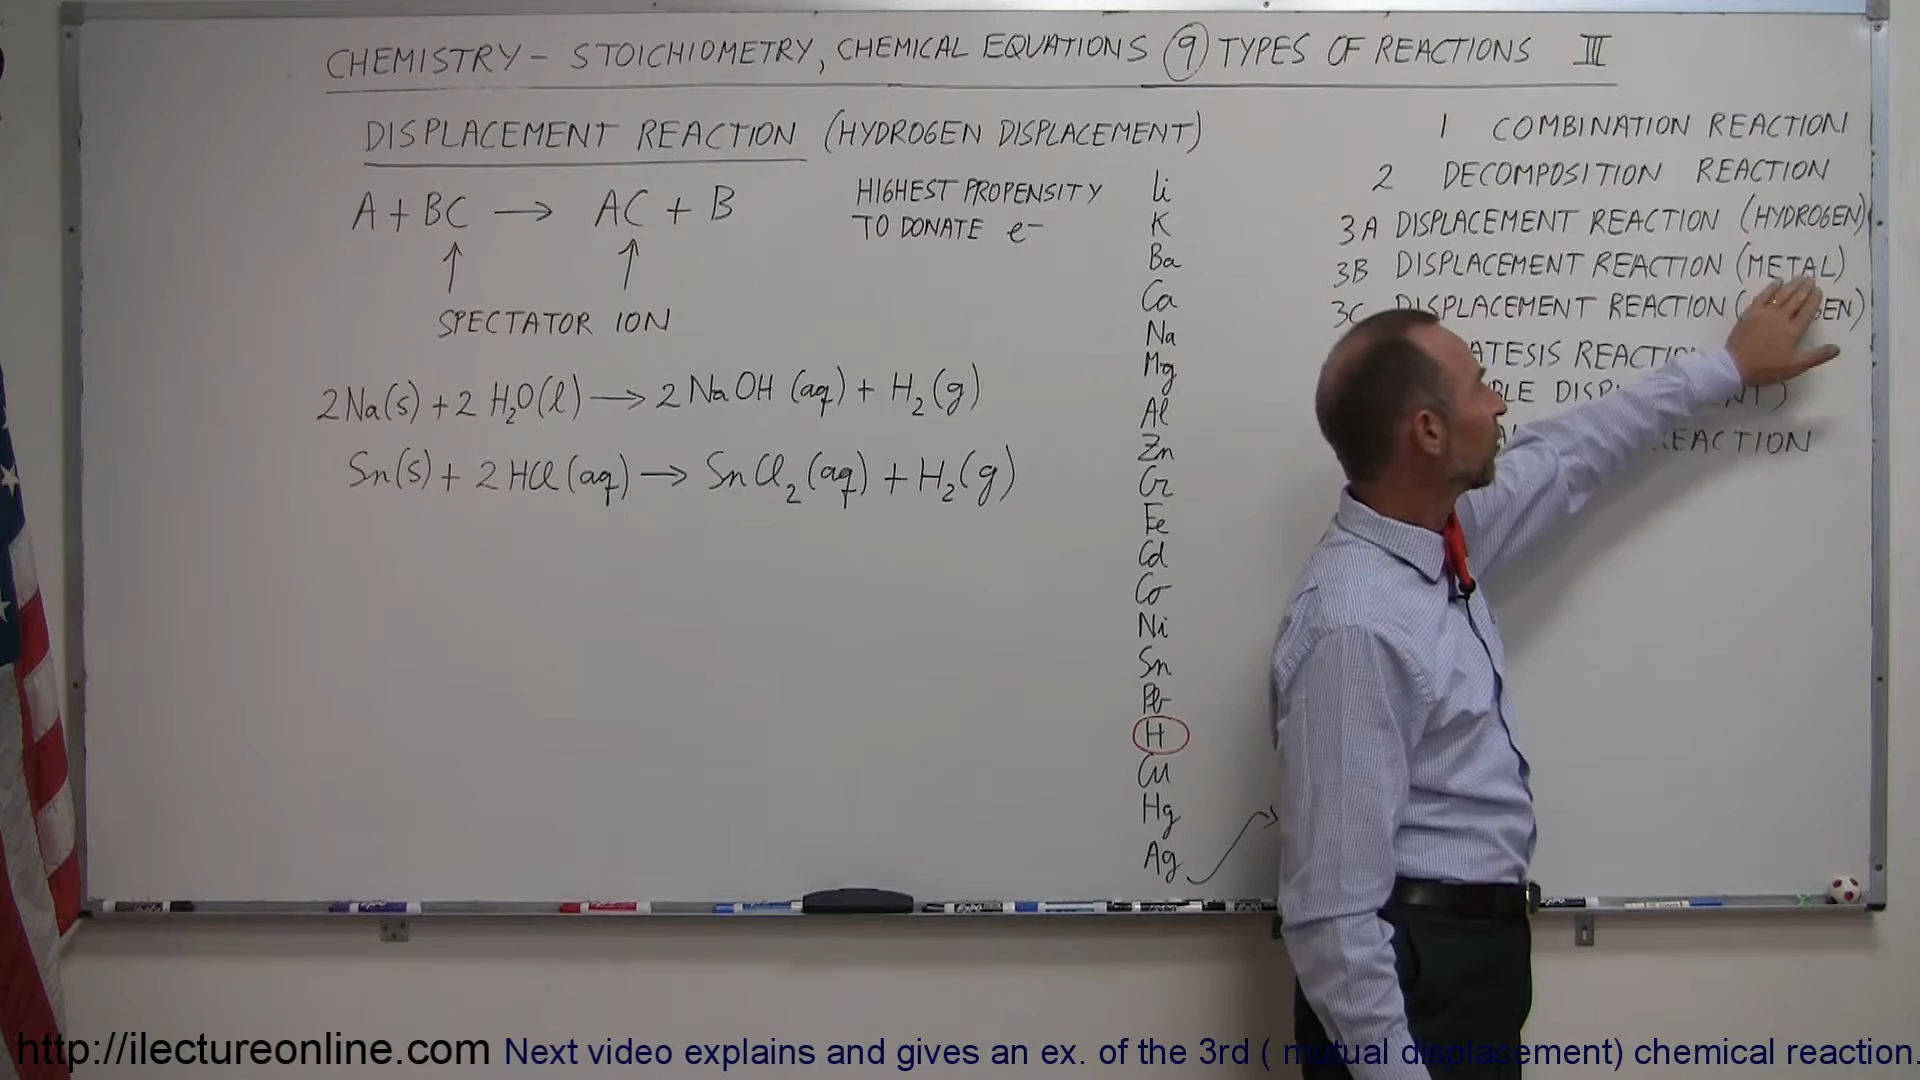 CHEMISTRY - STOICHIOMETRY, CHEMICAL EQUATIONS 9 TYPES OF REACTIONS III
DISPLACEMENT REACTION (HYDROGEN DISPLACEMENT)
A + BC → AC + B
↑ ↑
SPECTATOR ION
2Na(s) + 2 H₂O(l) → 2 NaOH (aq) + H₂(g)
Sn(s) + 2 HCl (aq) → SnCl₂ (aq) + H₂(g)
HIGHEST PROPENSITY
TO DONATE e⁻
Li
K
Ba
Ca
Na
Mg
Al
Zn
Cr
Fe
Cd
Co
Ni
Sn
Pb
H
Cu
Hg
Ag
1 COMBINATION REACTION
2 DECOMPOSITION REACTION
3A DISPLACEMENT REACTION (HYDROGEN)
3B DISPLACEMENT REACTION (METAL)
3C DISPLACEMENT REACTION
REACTION
http://ilectureonline.com Next video explains and gives an ex. of the 3rd ( mutual displacement) chemical reaction.